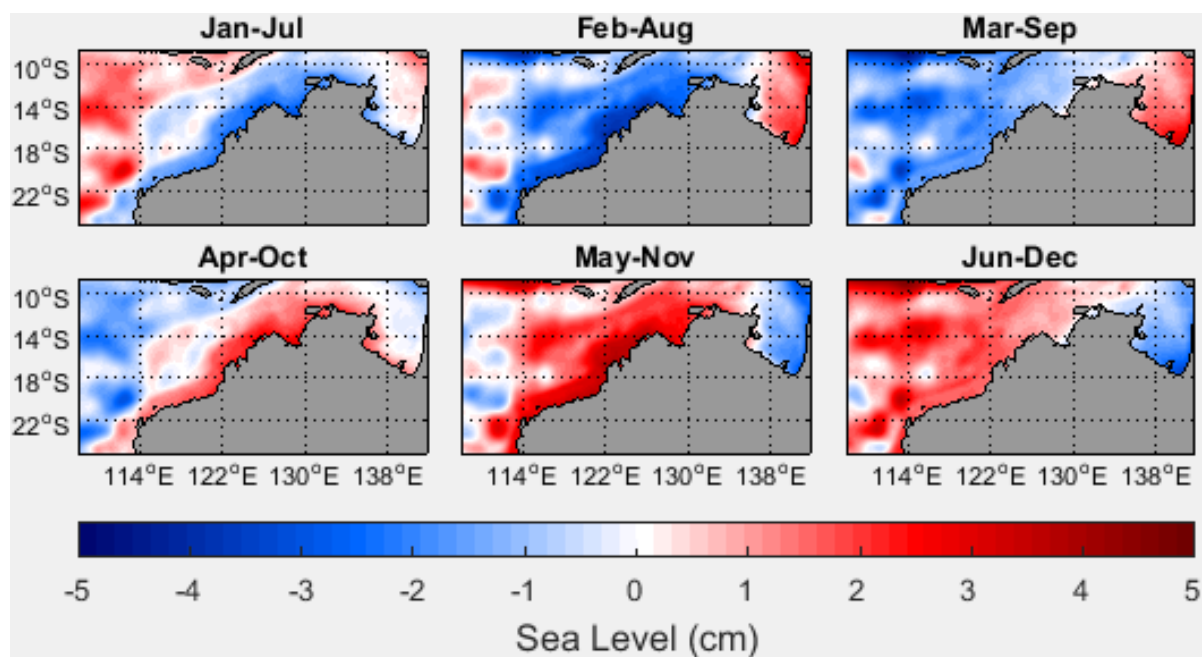 Jan-Jul Feb-Aug Mar-Sep
10°S
14°S
18°S
22°S
Apr-Oct May-Nov Jun-Dec
10°S
14°S
18°S
22°S
114°E 122°E 130°E 138°E 114°E 122°E 130°E 138°E 114°E 122°E 130°E 138°E
-5 -4 -3 -2 -1 0 1 2 3 4 5
Sea Level (cm)